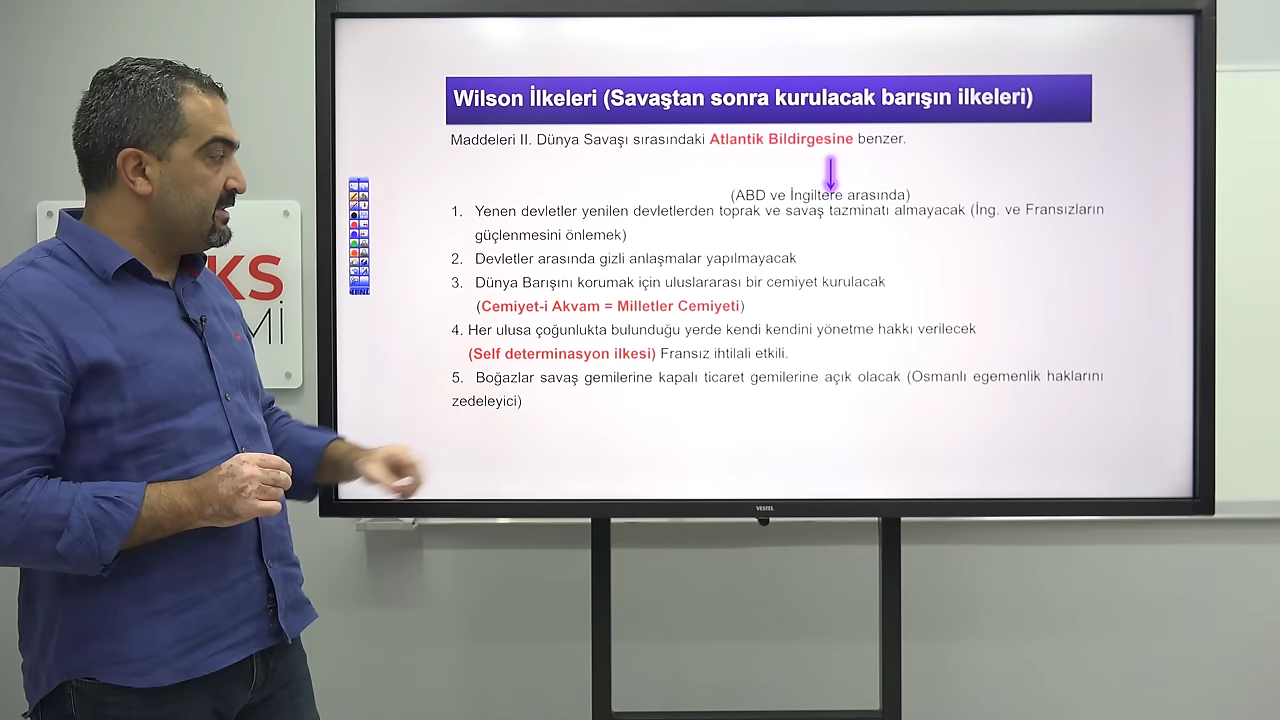 Wilson İlkeleri (Savaştan sonra kurulacak barışın ilkeleri)
Maddeleri II. Dünya Savaşı sırasındaki Atlantik Bildirgesine benzer.
(ABD ve İngiltere arasında)
1. Yenen devletler yenilen devletlerden toprak ve savaş tazminatı almayacak (İng. ve Fransızların
güçlenmesini önlemek)
2. Devletler arasında gizli anlaşmalar yapılmayacak
3. Dünya Barışını korumak için uluslararası bir cemiyet kurulacak
(Cemiyet-i Akvam = Milletler Cemiyeti)
4. Her ulusa çoğunlukta bulunduğu yerde kendi kendini yönetme hakkı verilecek
(Self determinasyon ilkesi) Fransız ihtilali etkili.
5. Boğazlar savaş gemilerine kapalı ticaret gemilerine açık olacak (Osmanlı egemenlik haklarını
zedeleyici)
MENU
KS
Mİ
VESTEL